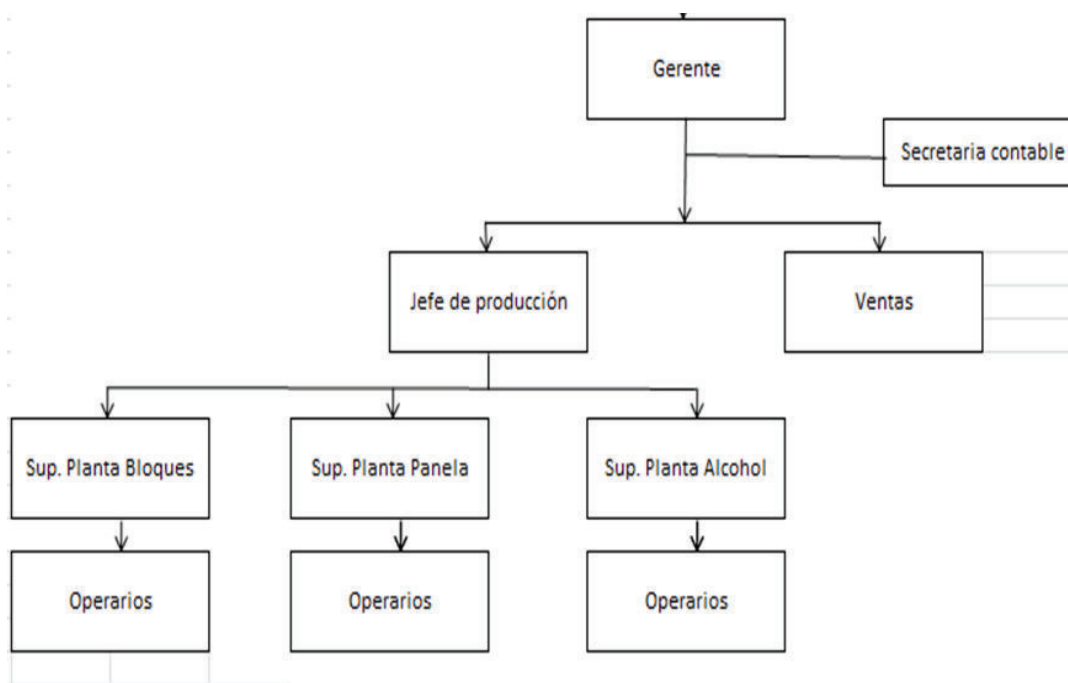 Gerente
Secretaria contable
Jefe de producción
Ventas
Sup. Planta Bloques
Sup. Planta Panela
Sup. Planta Alcohol
Operarios
Operarios
Operarios